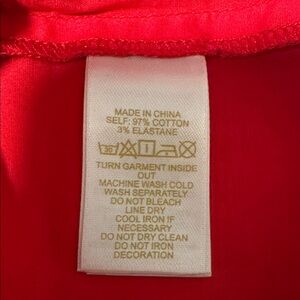 MADE IN CHINA
SELF: 97% COTTON
3% ELASTANE
30
TURN GARMENT INSIDE
OUT
MACHINE WASH COLD
WASH SEPARATELY
DO NOT BLEACH
LINE DRY
COOL IRON IF
NECESSARY
DO NOT DRY CLEAN
DO NOT IRON
DECORATION